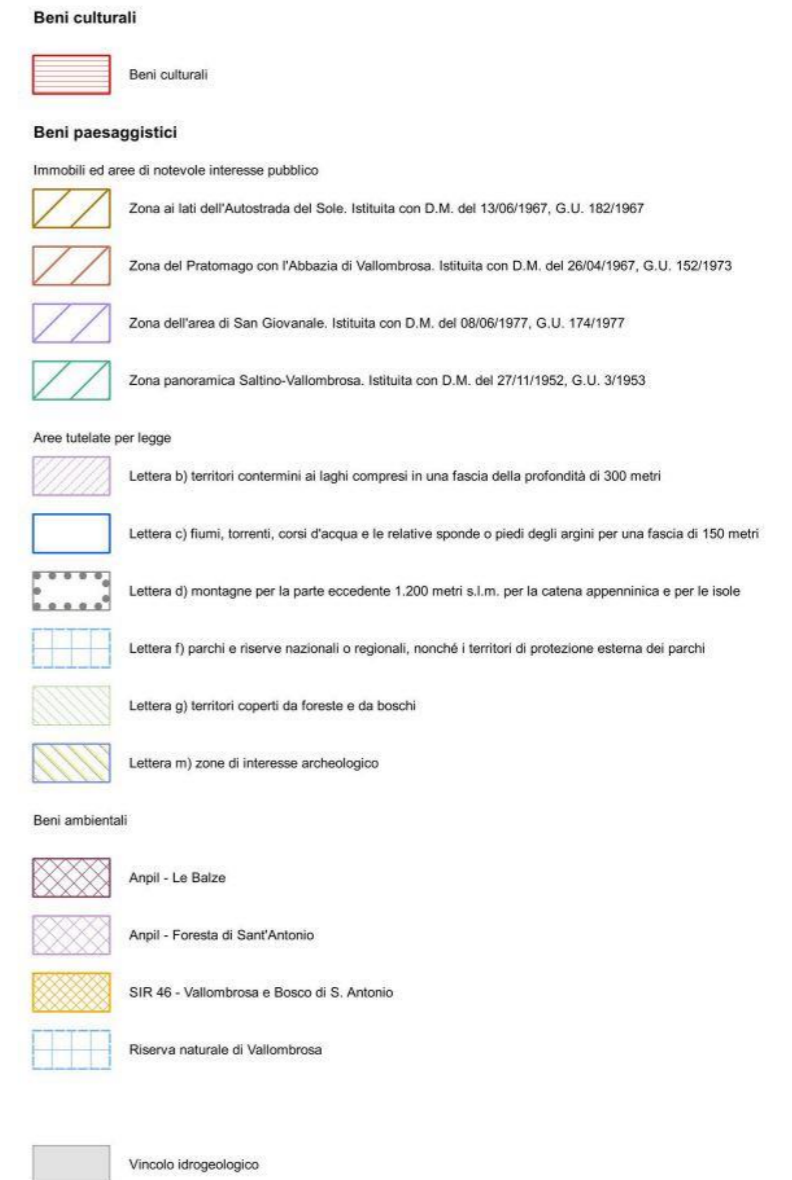 Beni culturali
Beni culturali
Beni paesaggistici
Immobili ed aree di notevole interesse pubblico
Zona ai lati dell'Autostrada del Sole. Istituita con D.M. del 13/06/1967, G.U. 182/1967
Zona del Pratomago con l'Abbazia di Vallombrosa. Istituita con D.M. del 26/04/1967, G.U. 152/1973
Zona dell'area di San Giovanale. Istituita con D.M. del 08/06/1977, G.U. 174/1977
Zona panoramica Saltino-Vallombrosa. Istituita con D.M. del 27/11/1952, G.U. 3/1953
Aree tutelate per legge
Lettera b) territori contermini ai laghi compresi in una fascia della profondità di 300 metri
Lettera c) fiumi, torrenti, corsi d'acqua e le relative sponde o piedi degli argini per una fascia di 150 metri
Lettera d) montagne per la parte eccedente 1.200 metri s.l.m. per la catena appenninica e per le isole
Lettera f) parchi e riserve nazionali o regionali, nonché i territori di protezione esterna dei parchi
Lettera g) territori coperti da foreste e da boschi
Lettera m) zone di interesse archeologico
Beni ambientali
Anpil - Le Balze
Anpil - Foresta di Sant'Antonio
SIR 46 - Vallombrosa e Bosco di S. Antonio
Riserva naturale di Vallombrosa
Vincolo idrogeologico